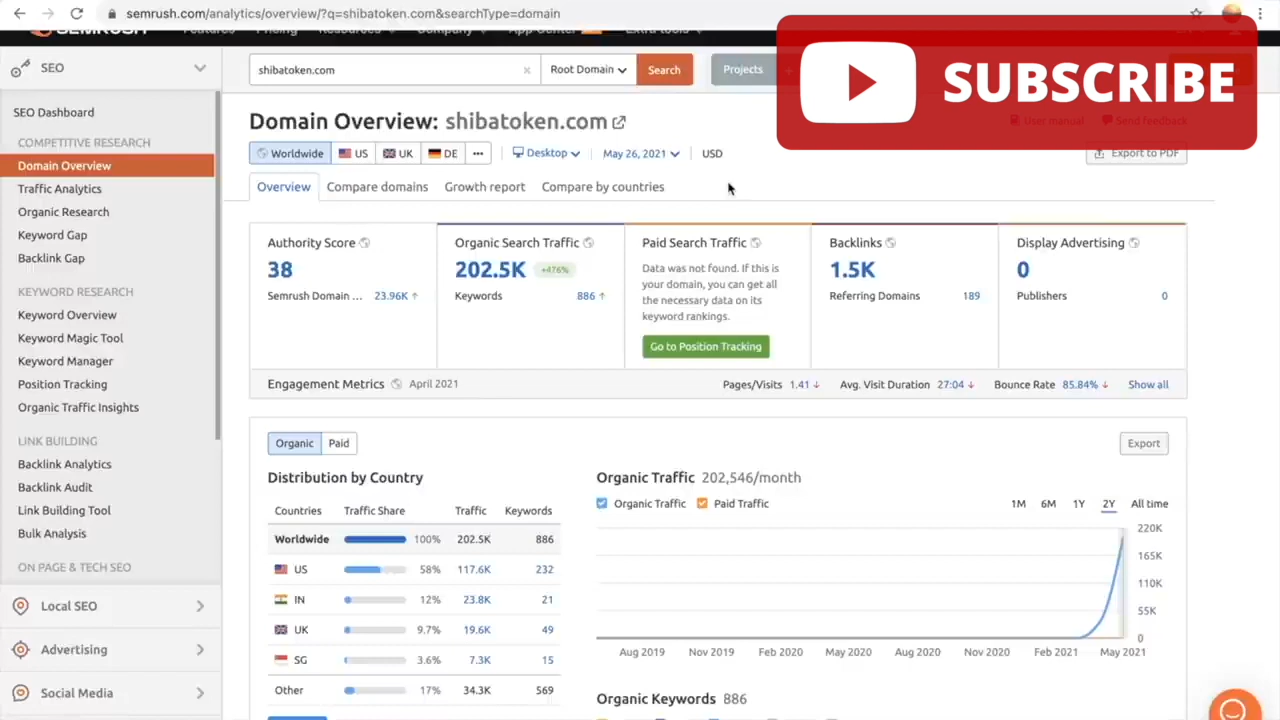 semrush.com/analytics/overview/?q=shibatoken.com&searchType=domain
SEO
shibatoken.com × Root Domain Search Projects +
SUBSCRIBE
SEO Dashboard
COMPETITIVE RESEARCH
Domain Overview
Traffic Analytics
Organic Research
Keyword Gap
Backlink Gap
KEYWORD RESEARCH
Keyword Overview
Keyword Magic Tool
Keyword Manager
Position Tracking
Organic Traffic Insights
LINK BUILDING
Backlink Analytics
Backlink Audit
Link Building Tool
Bulk Analysis
ON PAGE & TECH SEO
Local SEO
Advertising
Social Media
User manual Send feedback
Domain Overview: shibatoken.com
Worldwide US UK DE ••• Desktop May 26, 2021 USD Export to PDF
Overview Compare domains Growth report Compare by countries
Authority Score
38
Semrush Domain ... 23.96K ↑
Organic Search Traffic
202.5K +476%
Keywords 886 ↑
Paid Search Traffic
Data was not found. If this is
your domain, you can get all
the necessary data on its
keyword rankings.
Go to Position Tracking
Backlinks
1.5K
Referring Domains 189
Display Advertising
0
Publishers 0
Engagement Metrics April 2021 Pages/Visits 1.41 ↓ Avg. Visit Duration 27:04 ↓ Bounce Rate 85.84% ↓ Show all
Organic Paid Export
Distribution by Country
Countries Traffic Share Traffic Keywords
Worldwide 100% 202.5K 886
US 58% 117.6K 232
IN 12% 23.8K 21
UK 9.7% 19.6K 49
SG 3.6% 7.3K 15
Other 17% 34.3K 569
Organic Traffic 202,546/month
Organic Traffic Paid Traffic 1M 6M 1Y 2Y All time
220K
165K
110K
55K
0
Aug 2019 Nov 2019 Feb 2020 May 2020 Aug 2020 Nov 2020 Feb 2021 May 2021
Organic Keywords 886